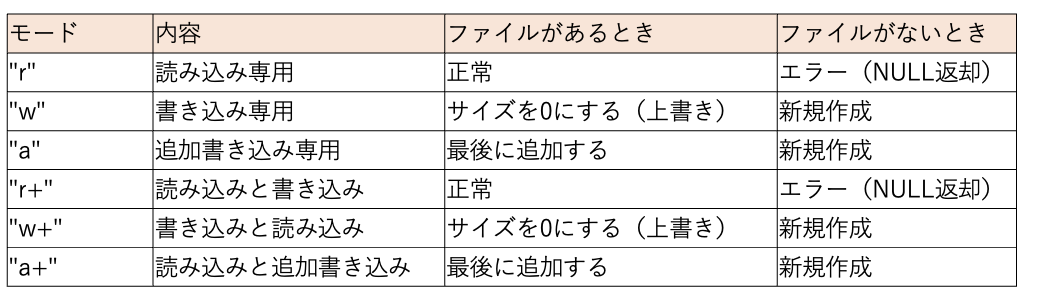 モード 内容 ファイルがあるとき ファイルがないとき
"r" 読み込み専用 正常 エラー（NULL返却）
"w" 書き込み専用 サイズを0にする（上書き） 新規作成
"a" 追加書き込み専用 最後に追加する 新規作成
"r+" 読み込みと書き込み 正常 エラー（NULL返却）
"w+" 書き込みと読み込み サイズを0にする（上書き） 新規作成
"a+" 読み込みと追加書き込み 最後に追加する 新規作成